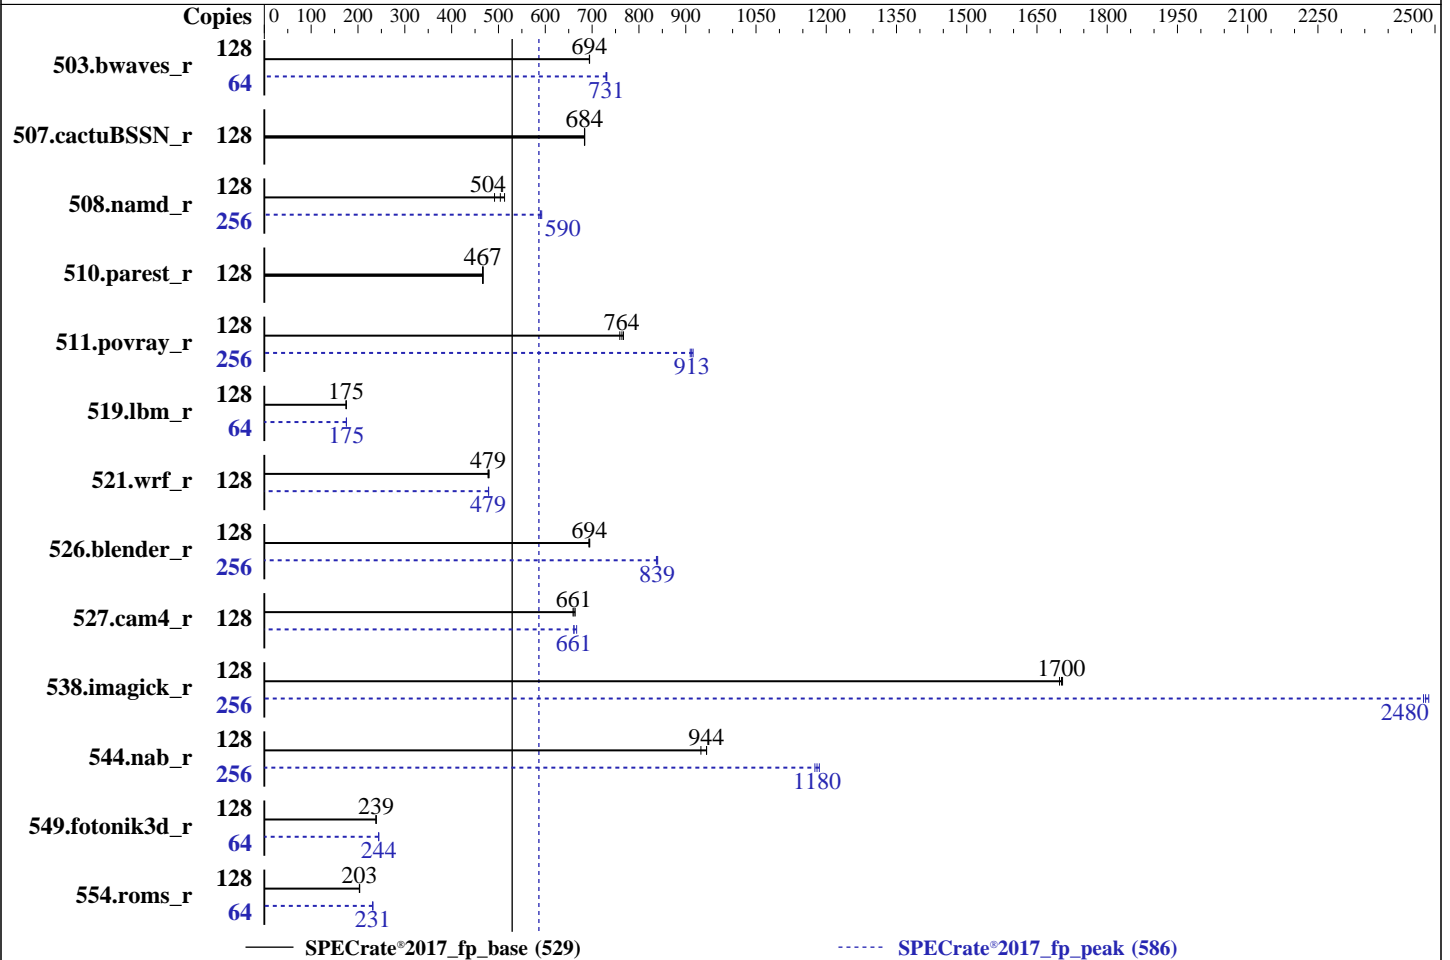 Copies 0 100 200 300 400 500 600 700 800 900 1050 1200 1350 1500 1650 1800 1950 2100 2250 2500
503.bwaves_r 128 694
64 731
507.cactuBSSN_r 128 684
508.namd_r 128 504
256 590
510.parest_r 128 467
511.povray_r 128 764
256 913
519.lbm_r 128 175
64 175
521.wrf_r 128 479
479
526.blender_r 128 694
256 839
527.cam4_r 128 661
661
538.imagick_r 128 1700
256 2480
544.nab_r 128 944
256 1180
549.fotonik3d_r 128 239
64 244
554.roms_r 128 203
64 231
SPECrate®2017_fp_base (529) SPECrate®2017_fp_peak (586)